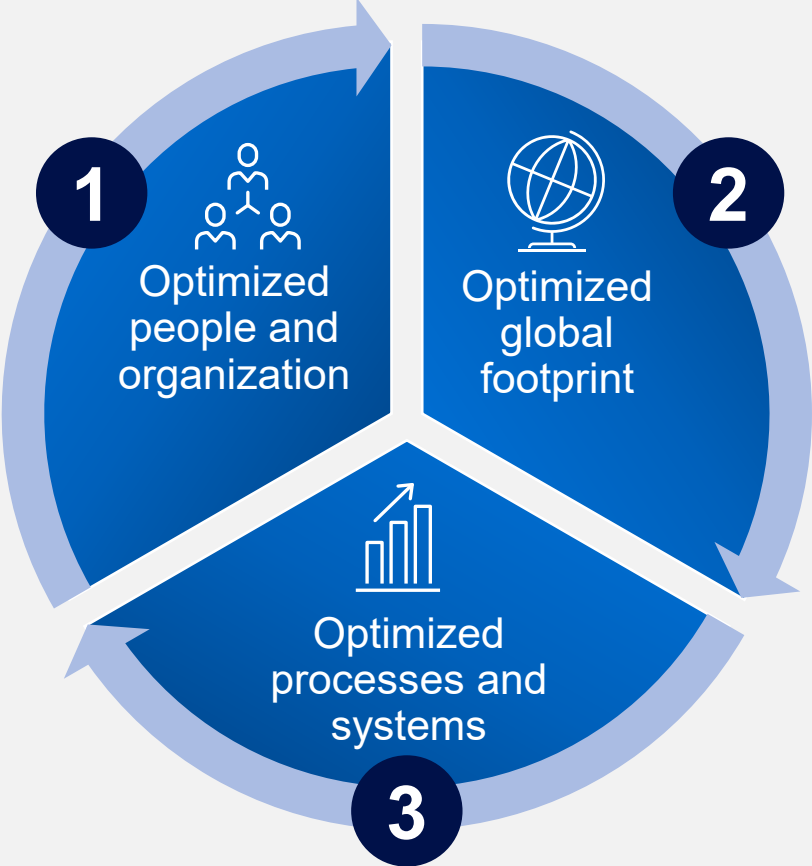 1
Optimized
people and
organization
2
Optimized
global
footprint
Optimized
processes and
systems
3